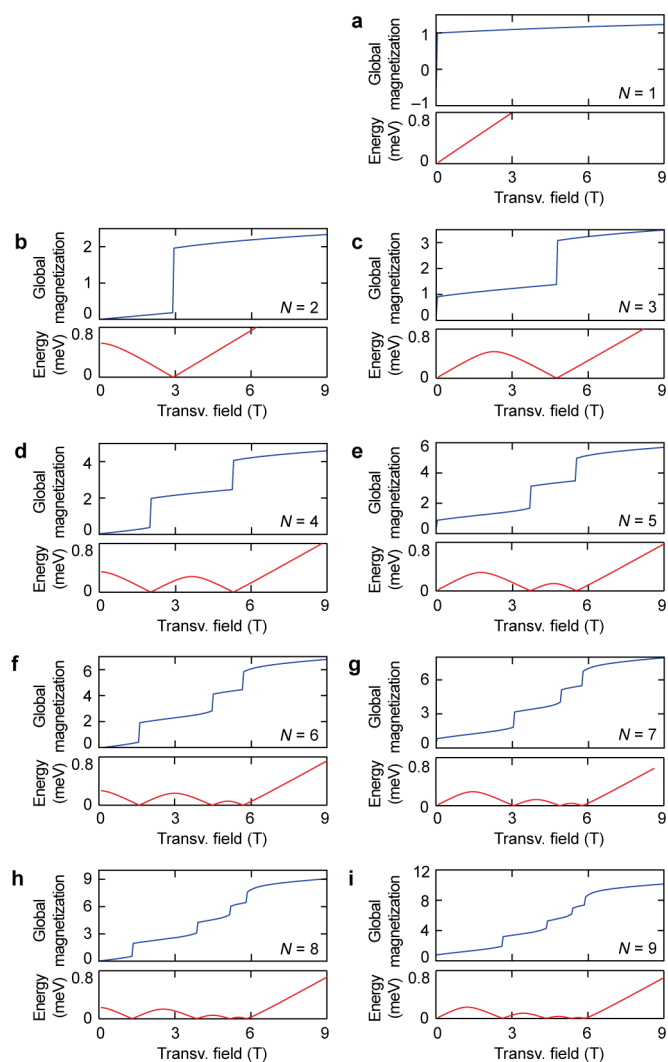 a
Global
magnetization
1
0
–1
N = 1
Energy
(meV)
0.8
0
0 3 6 9
Transv. field (T)
b
Global
magnetization
2
1
0
N = 2
Energy
(meV)
0.8
0
0 3 6 9
Transv. field (T)
c
Global
magnetization
3
2
1
0
N = 3
Energy
(meV)
0.8
0
0 3 6 9
Transv. field (T)
d
Global
magnetization
4
2
0
N = 4
Energy
(meV)
0.8
0
0 3 6 9
Transv. field (T)
e
Global
magnetization
6
4
2
0
N = 5
Energy
(meV)
0.8
0
0 3 6 9
Transv. field (T)
f
Global
magnetization
6
4
2
0
N = 6
Energy
(meV)
0.8
0
0 3 6 9
Transv. field (T)
g
Global
magnetization
6
3
0
N = 7
Energy
(meV)
0.8
0
0 3 6 9
Transv. field (T)
h
Global
magnetization
9
6
3
0
N = 8
Energy
(meV)
0.8
0
0 3 6 9
Transv. field (T)
i
Global
magnetization
12
8
4
0
N = 9
Energy
(meV)
0.8
0
0 3 6 9
Transv. field (T)